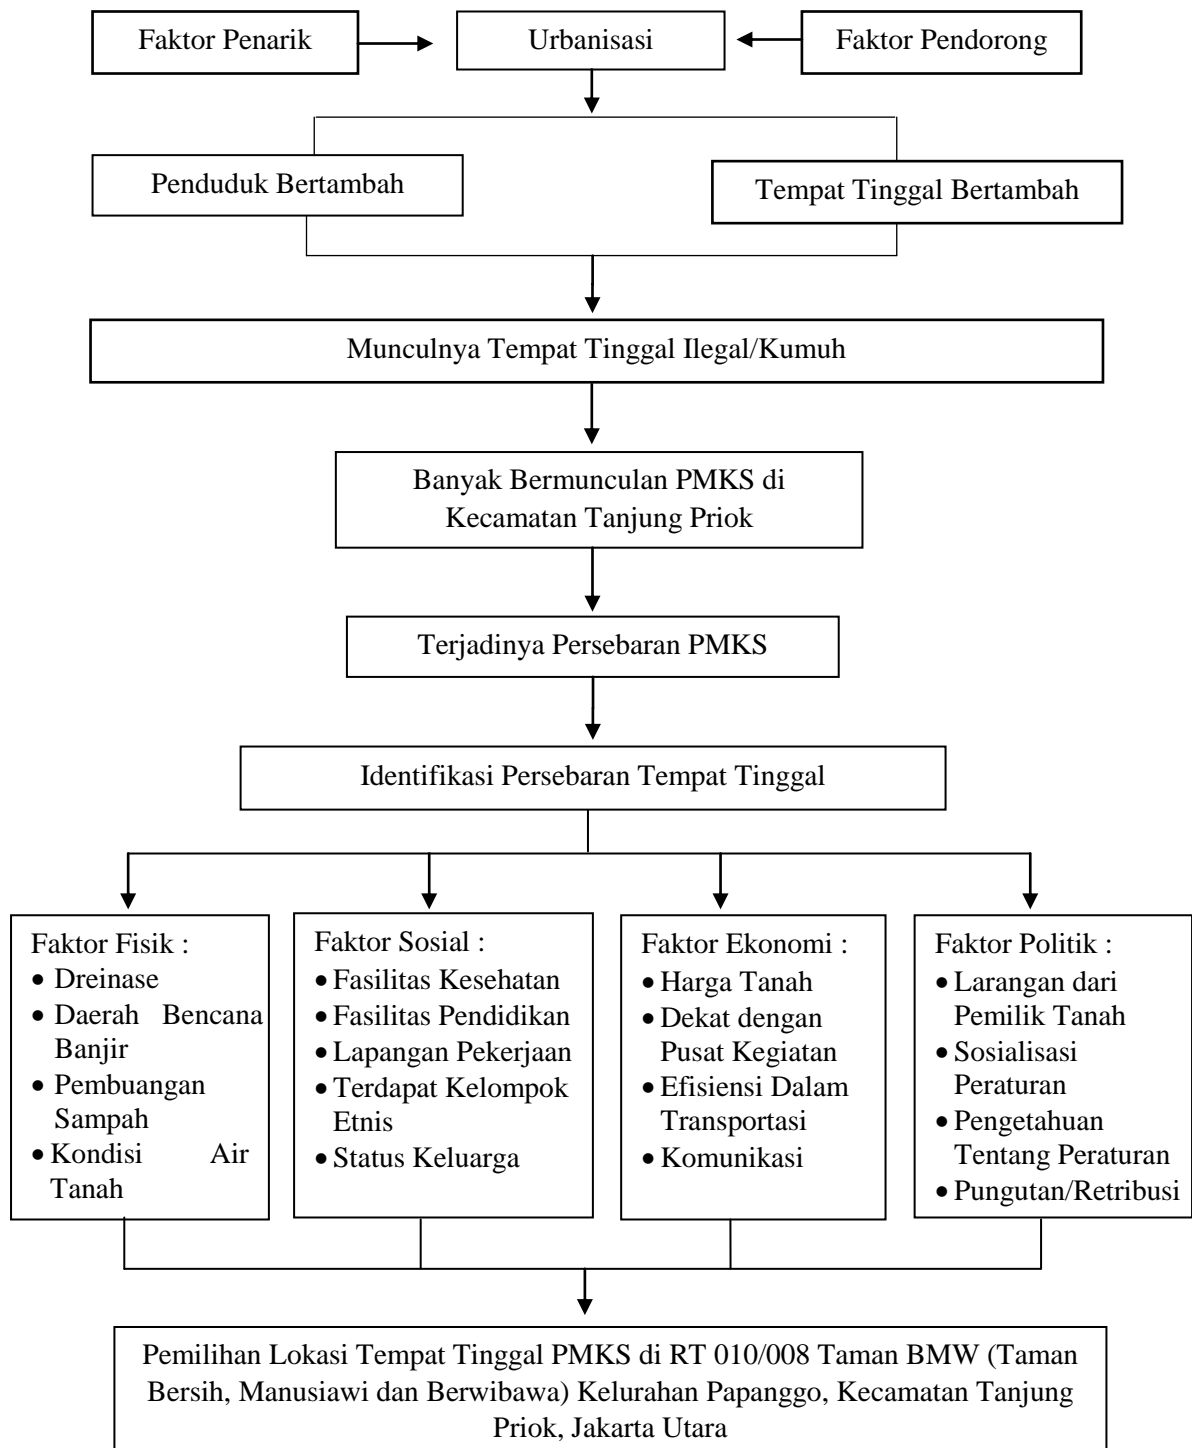 Faktor Penarik
Urbanisasi
Faktor Pendorong
Penduduk Bertambah
Tempat Tinggal Bertambah
Munculnya Tempat Tinggal Ilegal/Kumuh
Banyak Bermunculan PMKS di
Kecamatan Tanjung Priok
Terjadinya Persebaran PMKS
Identifikasi Persebaran Tempat Tinggal
Faktor Fisik :
• Dreinase
• Daerah Bencana
Banjir
• Pembuangan
Sampah
• Kondisi Air
Tanah
Faktor Sosial :
• Fasilitas Kesehatan
• Fasilitas Pendidikan
• Lapangan Pekerjaan
• Terdapat Kelompok
Etnis
• Status Keluarga
Faktor Ekonomi :
• Harga Tanah
• Dekat dengan
Pusat Kegiatan
• Efisiensi Dalam
Transportasi
• Komunikasi
Faktor Politik :
• Larangan dari
Pemilik Tanah
• Sosialisasi
Peraturan
• Pengetahuan
Tentang Peraturan
• Pungutan/Retribusi
Pemilihan Lokasi Tempat Tinggal PMKS di RT 010/008 Taman BMW (Taman
Bersih, Manusiawi dan Berwibawa) Kelurahan Papanggo, Kecamatan Tanjung
Priok, Jakarta Utara